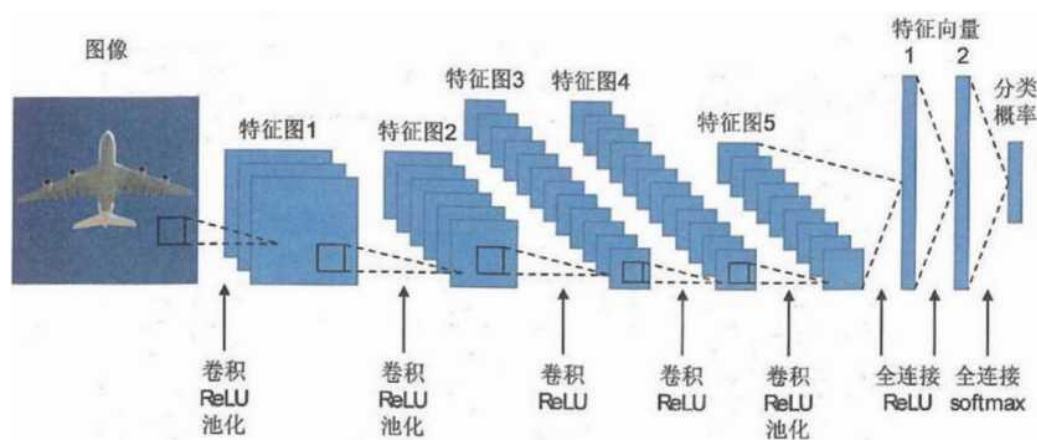 图像
特征图1
特征图2
特征图3
特征图4
特征图5
特征向量
1
2
分类
概率
卷积
ReLU
池化
卷积
ReLU
池化
卷积
ReLU
卷积
ReLU
卷积
ReLU
池化
全连接
ReLU
全连接
softmax